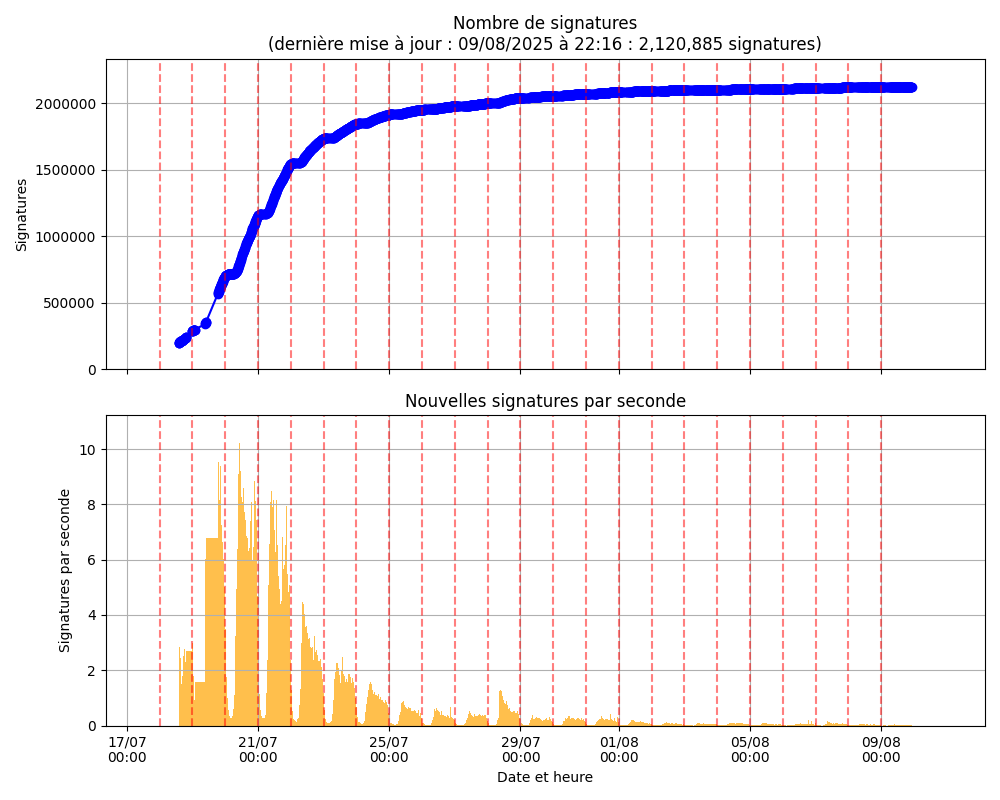 Nombre de signatures
(dernière mise à jour : 09/08/2025 à 22:16 : 2,120,885 signatures)
2000000
1500000
1000000
500000
0
Signatures
Nouvelles signatures par seconde
10
8
6
4
2
0
Signatures par seconde
17/07 21/07 25/07 29/07 01/08 05/08 09/08
00:00 00:00 00:00 00:00 00:00 00:00 00:00
Date et heure